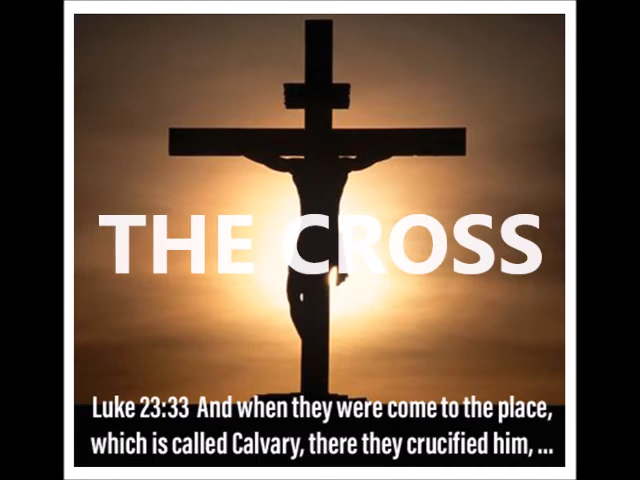 THE CROSS
Luke 23:33 And when they were come to the place,
which is called Calvary, there they crucified him, ...